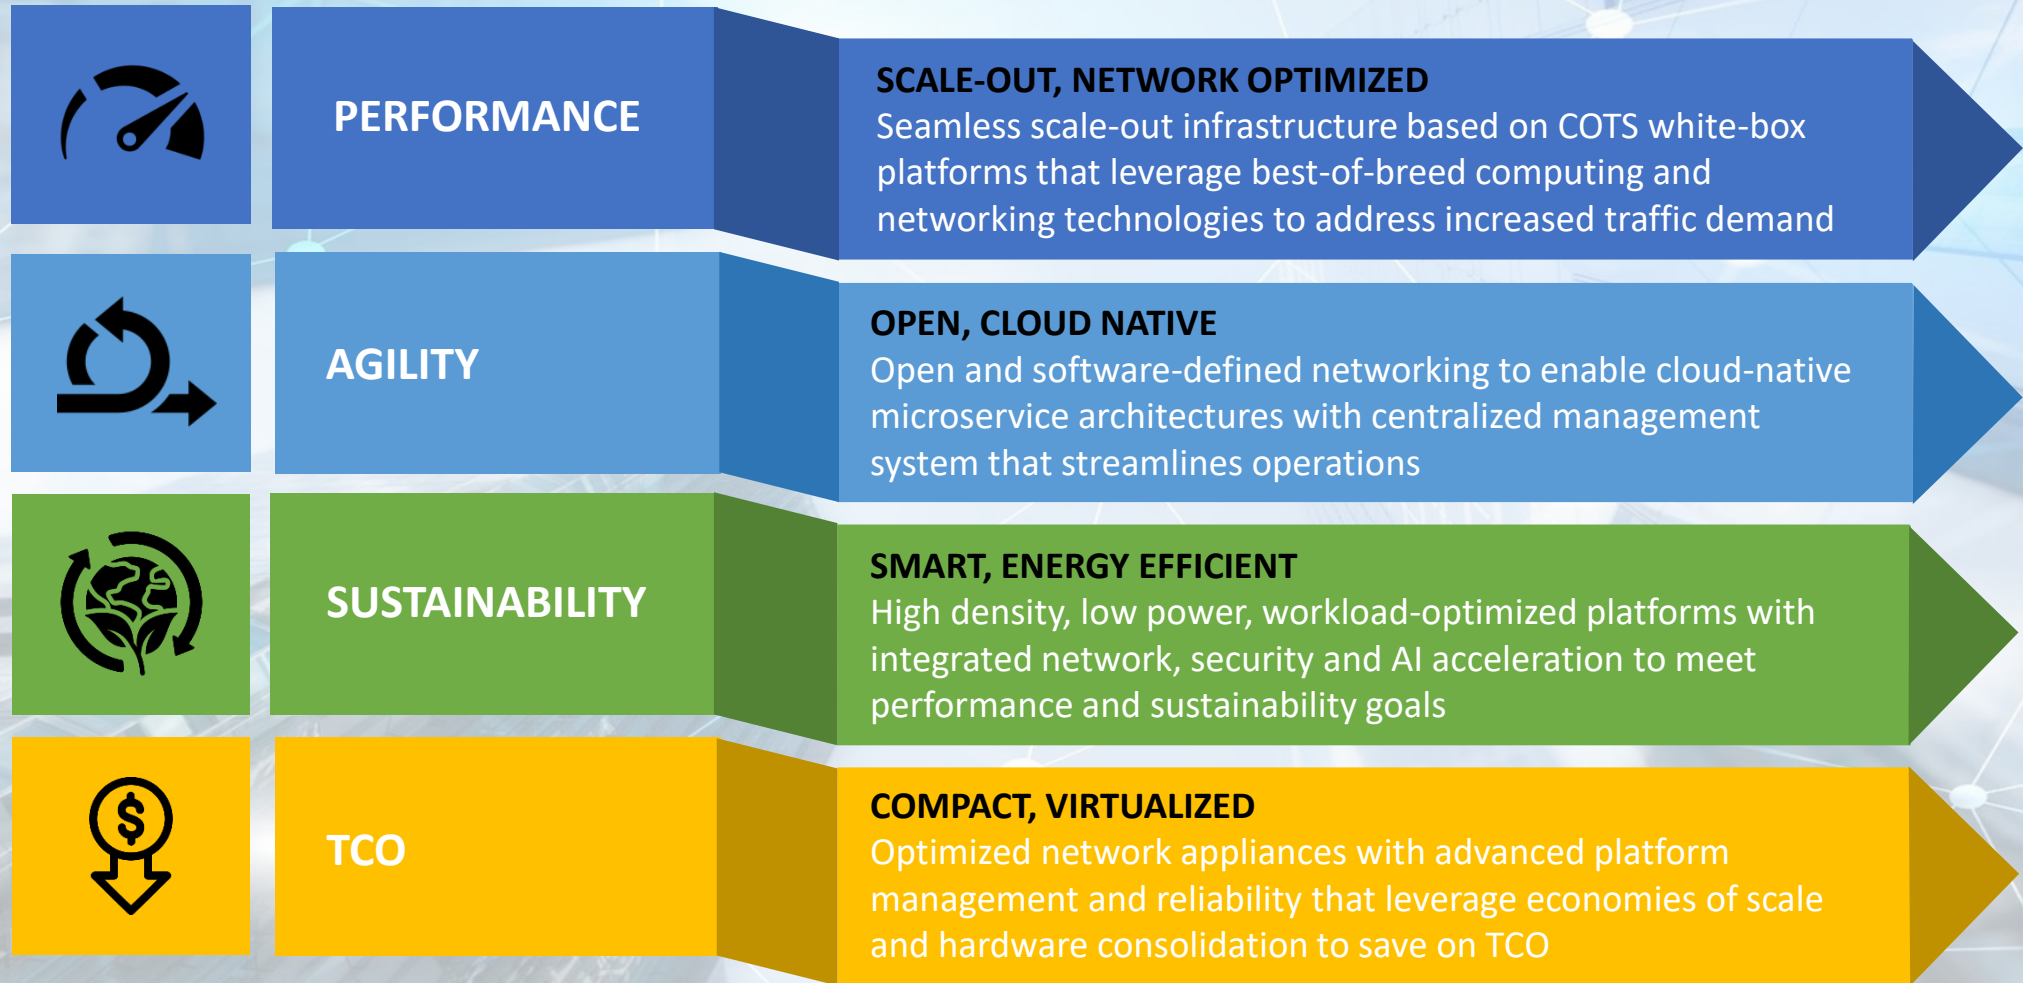 PERFORMANCE
SCALE-OUT, NETWORK OPTIMIZED
Seamless scale-out infrastructure based on COTS white-box
platforms that leverage best-of-breed computing and
networking technologies to address increased traffic demand
AGILITY
OPEN, CLOUD NATIVE
Open and software-defined networking to enable cloud-native
microservice architectures with centralized management
system that streamlines operations
SUSTAINABILITY
SMART, ENERGY EFFICIENT
High density, low power, workload-optimized platforms with
integrated network, security and AI acceleration to meet
performance and sustainability goals
$
TCO
COMPACT, VIRTUALIZED
Optimized network appliances with advanced platform
management and reliability that leverage economies of scale
and hardware consolidation to save on TCO